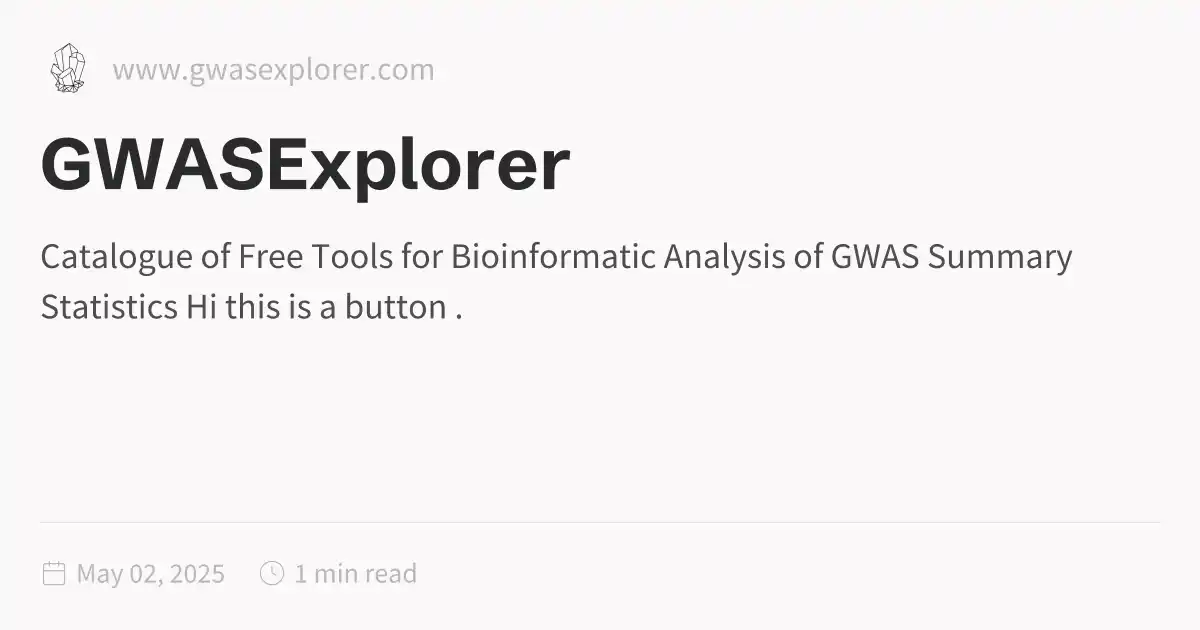 www.gwasexplorer.com
GWASExplorer
Catalogue of Free Tools for Bioinformatic Analysis of GWAS Summary
Statistics Hi this is a button .
May 02, 2025
1 min read